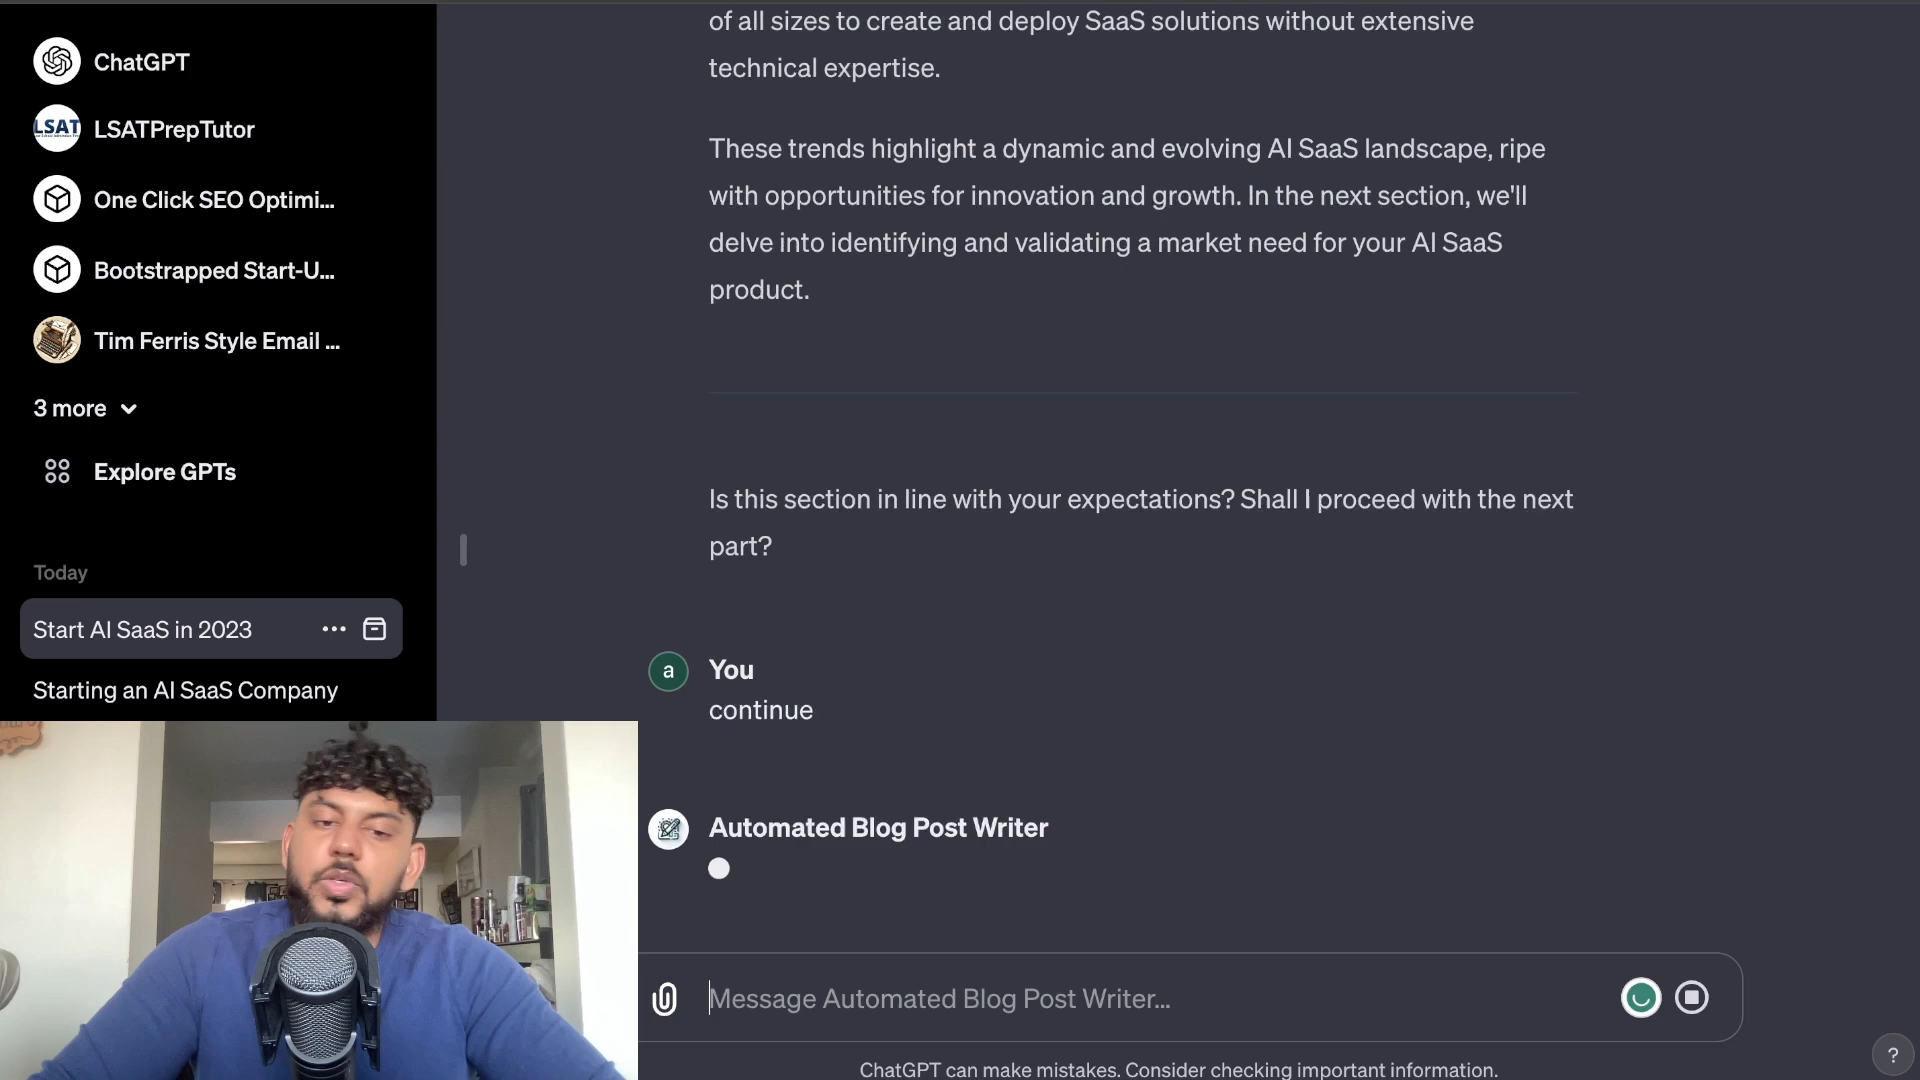 ChatGPT
LSAT
LSATPrepTutor
One Click SEO Optimi...
Bootstrapped Start-U...
Tim Ferris Style Email ...
3 more
Explore GPTs
Today
Start AI SaaS in 2023
Starting an AI SaaS Company
of all sizes to create and deploy SaaS solutions without extensive
technical expertise.
These trends highlight a dynamic and evolving AI SaaS landscape, ripe
with opportunities for innovation and growth. In the next section, we'll
delve into identifying and validating a market need for your AI SaaS
product.
Is this section in line with your expectations? Shall I proceed with the next
part?
a
You
continue
Automated Blog Post Writer
Message Automated Blog Post Writer...
ChatGPT can make mistakes. Consider checking important information.
?